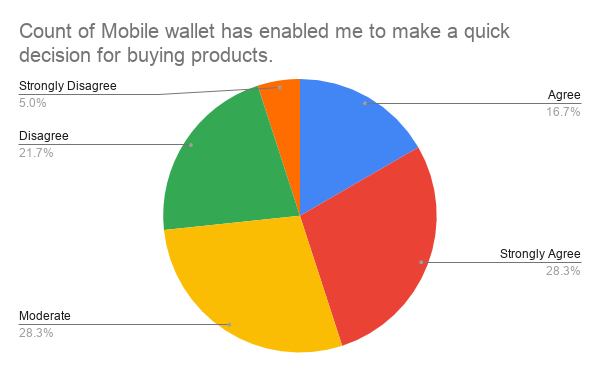 Count of Mobile wallet has enabled me to make a quick
decision for buying products.
Strongly Disagree
5.0%
Agree
16.7%
Disagree
21.7%
Strongly Agree
28.3%
Moderate
28.3%